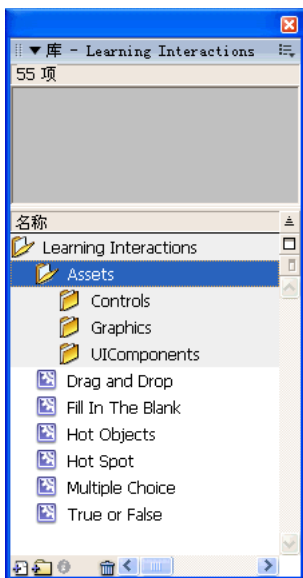 库 - Learning Interactions
55 项
名称
Learning Interactions
Assets
Controls
Graphics
UIComponents
Drag and Drop
Fill In The Blank
Hot Objects
Hot Spot
Multiple Choice
True or False